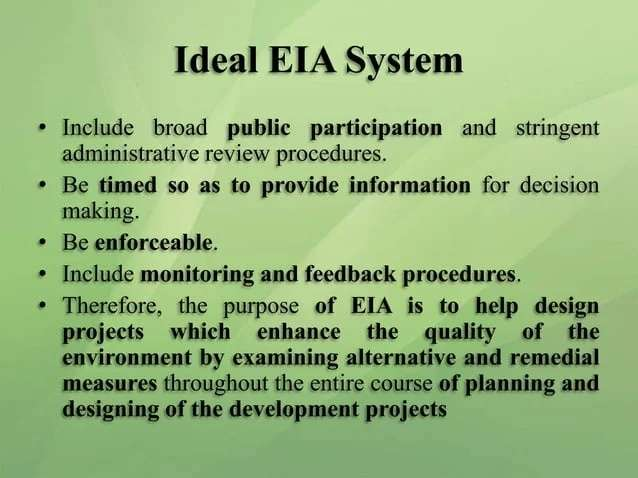 Ideal EIA System
• Include broad public participation and stringent
administrative review procedures.
• Be timed so as to provide information for decision
making.
• Be enforceable.
• Include monitoring and feedback procedures.
• Therefore, the purpose of EIA is to help design
projects which enhance the quality of the
environment by examining alternative and remedial
measures throughout the entire course of planning and
designing of the development projects